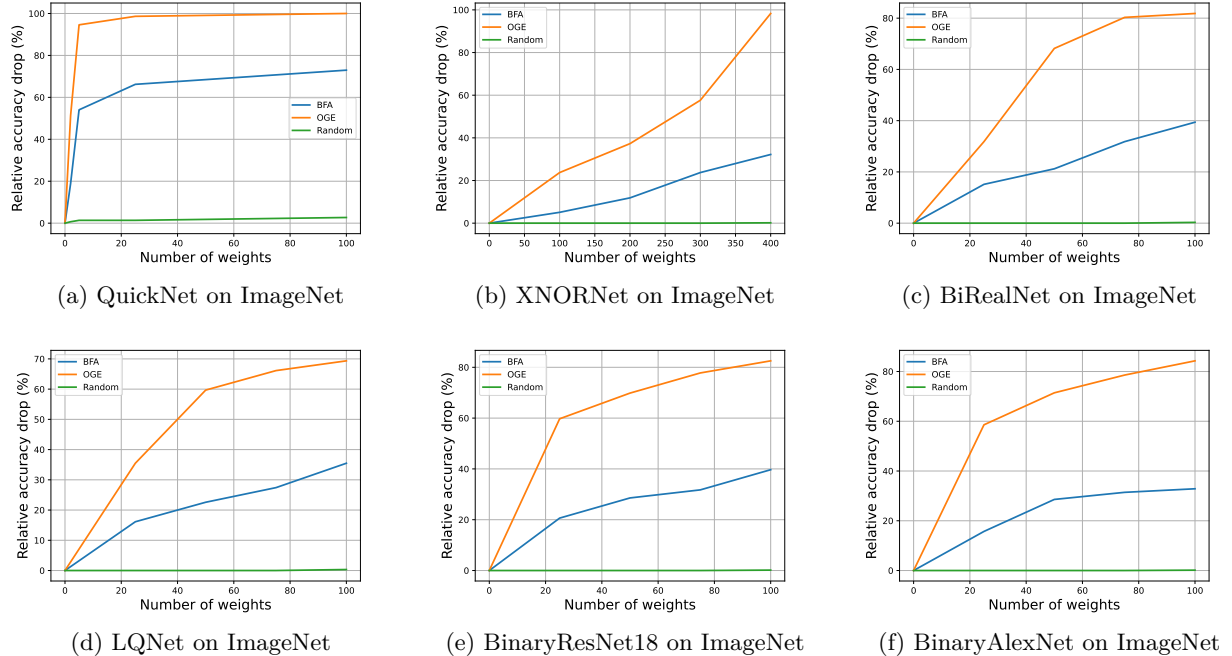 Relative accuracy drop (%)
100
80
60
40
20
0
BFA
OGE
Random
0 20 40 60 80 100
Number of weights
(a) QuickNet on ImageNet
Relative accuracy drop (%)
100
80
60
40
20
0
BFA
OGE
Random
0 50 100 150 200 250 300 350 400
Number of weights
(b) XNORNet on ImageNet
Relative accuracy drop (%)
80
60
40
20
0
BFA
OGE
Random
0 20 40 60 80 100
Number of weights
(c) BiRealNet on ImageNet
Relative accuracy drop (%)
70
60
50
40
30
20
10
0
BFA
OGE
Random
0 20 40 60 80 100
Number of weights
(d) LQNet on ImageNet
Relative accuracy drop (%)
80
60
40
20
0
BFA
OGE
Random
0 20 40 60 80 100
Number of weights
(e) BinaryResNet18 on ImageNet
Relative accuracy drop (%)
80
60
40
20
0
BFA
OGE
Random
0 20 40 60 80 100
Number of weights
(f) BinaryAlexNet on ImageNet